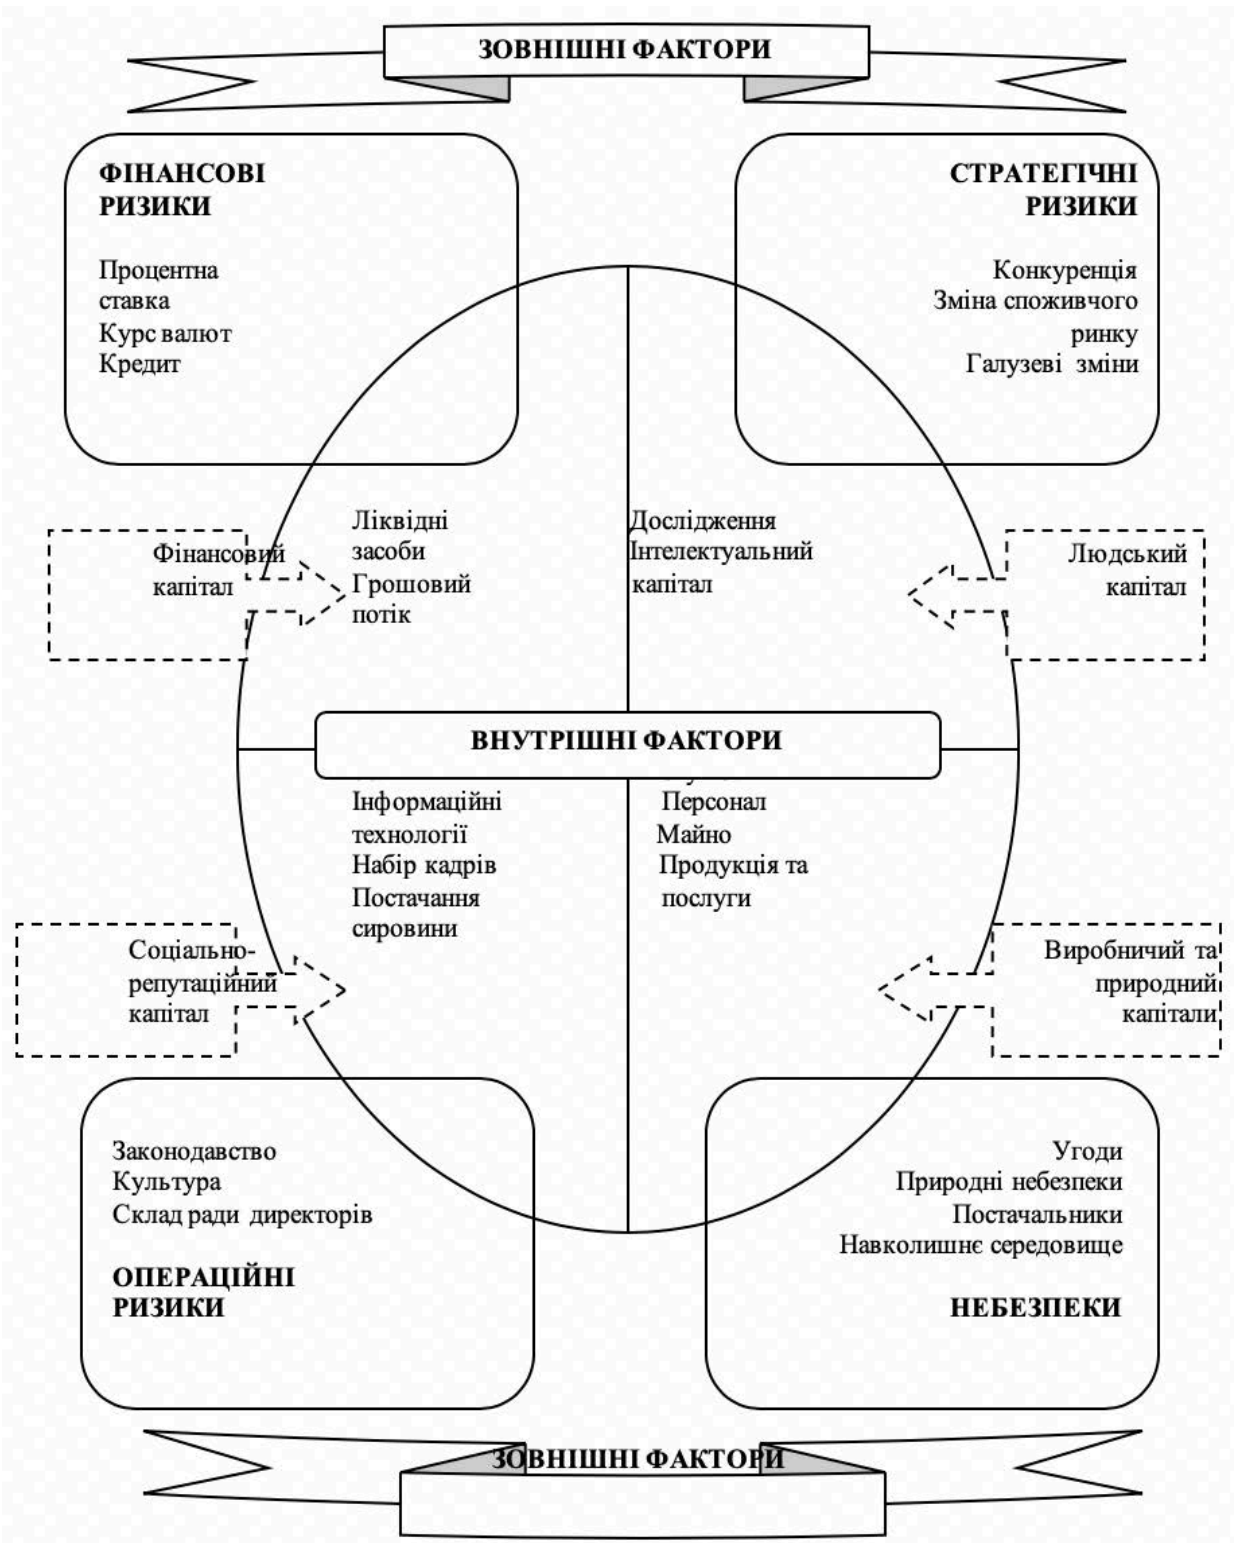 ЗОВНІШНІ ФАКТОРИ
ФІНАНСОВІ
РИЗИКИ
Процентна
ставка
Курс валют
Кредит
СТРАТЕГІЧНІ
РИЗИКИ
Конкуренція
Зміна споживчого
ринку
Галузеві зміни
Фінансовий
капітал
Ліквідні
засоби
Грошовий
потік
Дослідження
Інтелектуальний
капітал
Людський
капітал
ВНУТРІШНІ ФАКТОРИ
Інформаційні
технології
Набір кадрів
Постачання
сировини
Персонал
Майно
Продукція та
послуги
Соціально-
репутаційний
капітал
Виробничий та
природний
капітали
Законодавство
Культура
Склад ради директорів
ОПЕРАЦІЙНІ
РИЗИКИ
Угоди
Природні небезпеки
Постачальники
Навколишнє середовище
НЕБЕЗПЕКИ
ЗОВНІШНІ ФАКТОРИ